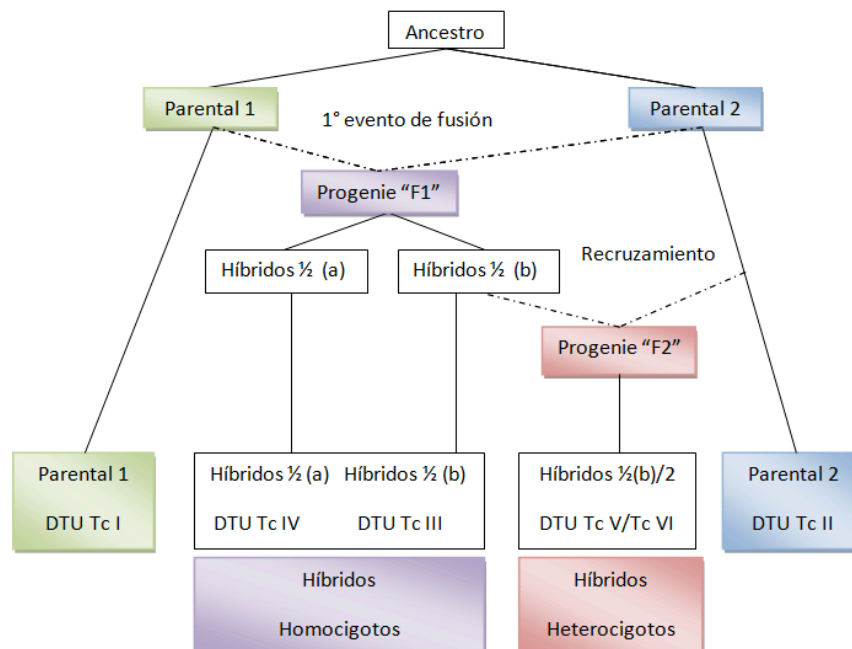 Ancestro
Parental 1
Parental 2
1° evento de fusión
Progenie “F1”
Recruzamiento
Híbridos ½ (a)
Híbridos ½ (b)
Progenie “F2”
Parental 1
DTU Tc I
Híbridos ½ (a)
DTU Tc IV
Híbridos ½ (b)
DTU Tc III
Híbridos ½(b)/2
DTU Tc V/Tc VI
Parental 2
DTU Tc II
Híbridos
Homocigotos
Híbridos
Heterocigotos